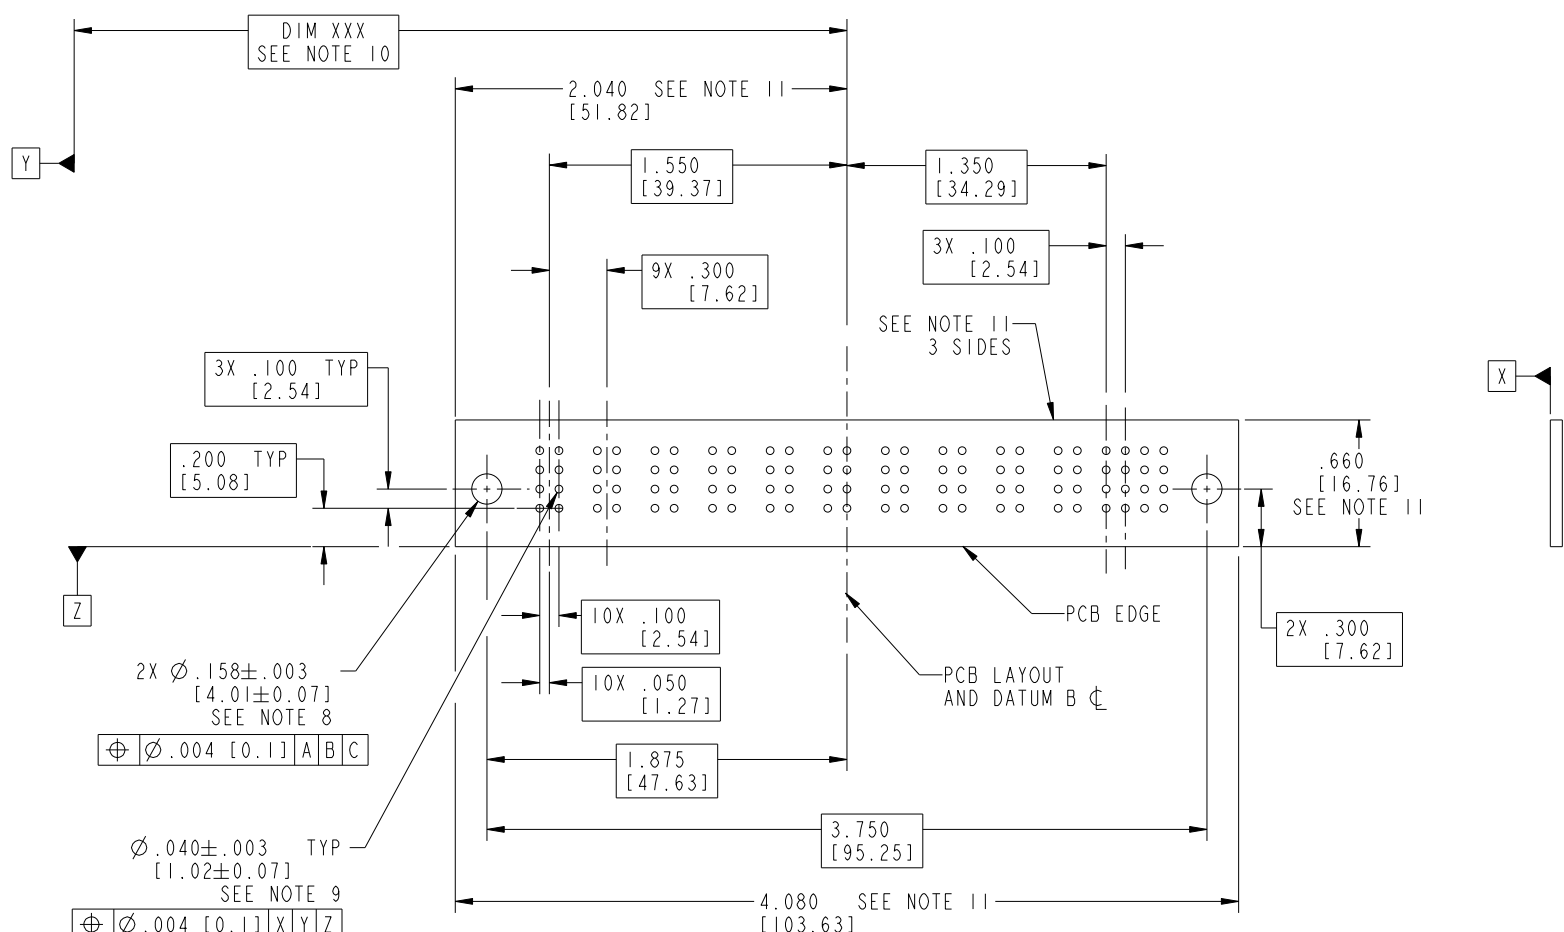 DIM XXX
SEE NOTE 10
2.040 SEE NOTE 11
[51.82]
Y
1.550
[39.37]
1.350
[34.29]
3X .100
[2.54]
9X .300
[7.62]
SEE NOTE 11
3 SIDES
3X .100 TYP
[2.54]
X
.200 TYP
[5.08]
.660
[16.76]
SEE NOTE 11
Z
10X .100
[2.54]
PCB EDGE
2X .300
[7.62]
2X Ø.158±.003
[4.01±0.07]
SEE NOTE 8
⌖ Ø.004 [0.1] A B C
10X .050
[1.27]
PCB LAYOUT
AND DATUM B ℄
1.875
[47.63]
3.750
[95.25]
Ø.040±.003 TYP
[1.02±0.07]
SEE NOTE 9
⌖ Ø.004 [0.1] X Y Z
4.080 SEE NOTE 11
[103.63]